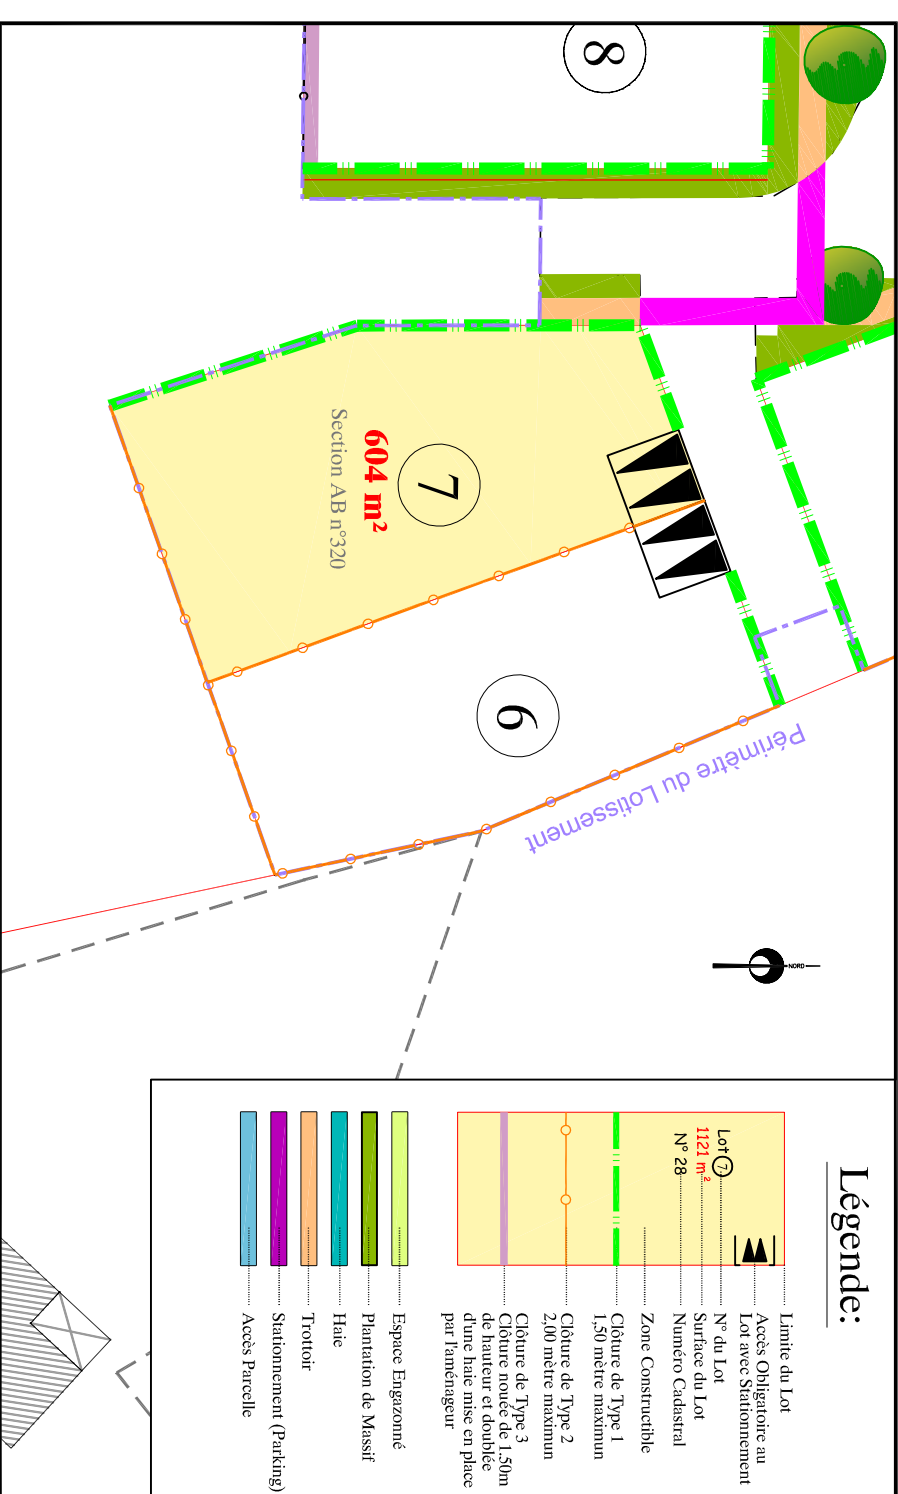 8
7
604 m²
Section AB n°320
6
Périmètre du Lotissement
NORD
Légende:
Lot 7
1121 m²
N° 28
Limite du Lot
Accès Obligatoire au
Lot avec Stationnement
N° du Lot
Surface du Lot
Numéro Cadastral
Zone Constructible
Clôture de Type 1
1,50 mètre maximun
Clôture de Type 2
2,00 mètre maximun
Clôture de Type 3
Clôture nouée de 1.50m
de hauteur et doublée
d'une haie mise en place
par l'aménageur
Espace Engazonné
Plantation de Massif
Haie
Trottoir
Stationnement (Parking)
Accès Parcelle